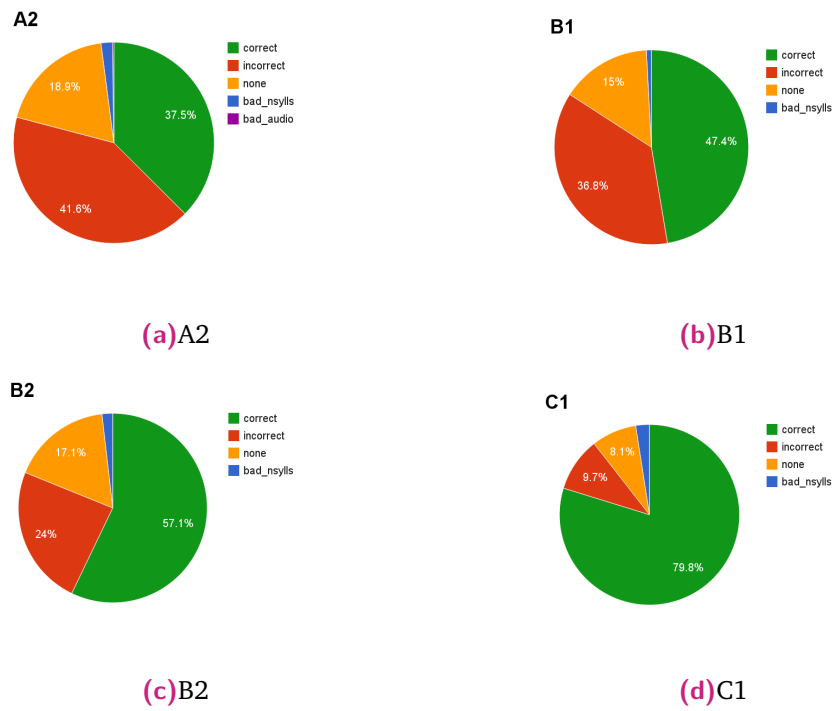 A2
correct
incorrect
none
bad_nsylls
bad_audio
37.5%
41.6%
18.9%
(a)A2
B1
correct
incorrect
none
bad_nsylls
47.4%
36.8%
15%
(b)B1
B2
correct
incorrect
none
bad_nsylls
57.1%
24%
17.1%
(c)B2
C1
correct
incorrect
none
bad_nsylls
79.8%
9.7%
8.1%
(d)C1